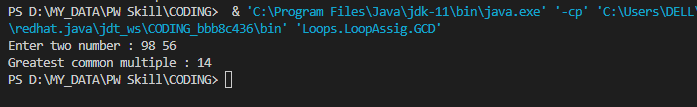 PS D:\MY_DATA\PW Skill\CODING>  & 'C:\Program Files\Java\jdk-11\bin\java.exe' '-cp' 'C:\Users\DELL\
\redhat.java\jdt_ws\CODING_bbb8c436\bin' 'Loops.LoopAssig.GCD'
Enter two number : 98 56
Greatest common multiple : 14
PS D:\MY_DATA\PW Skill\CODING>